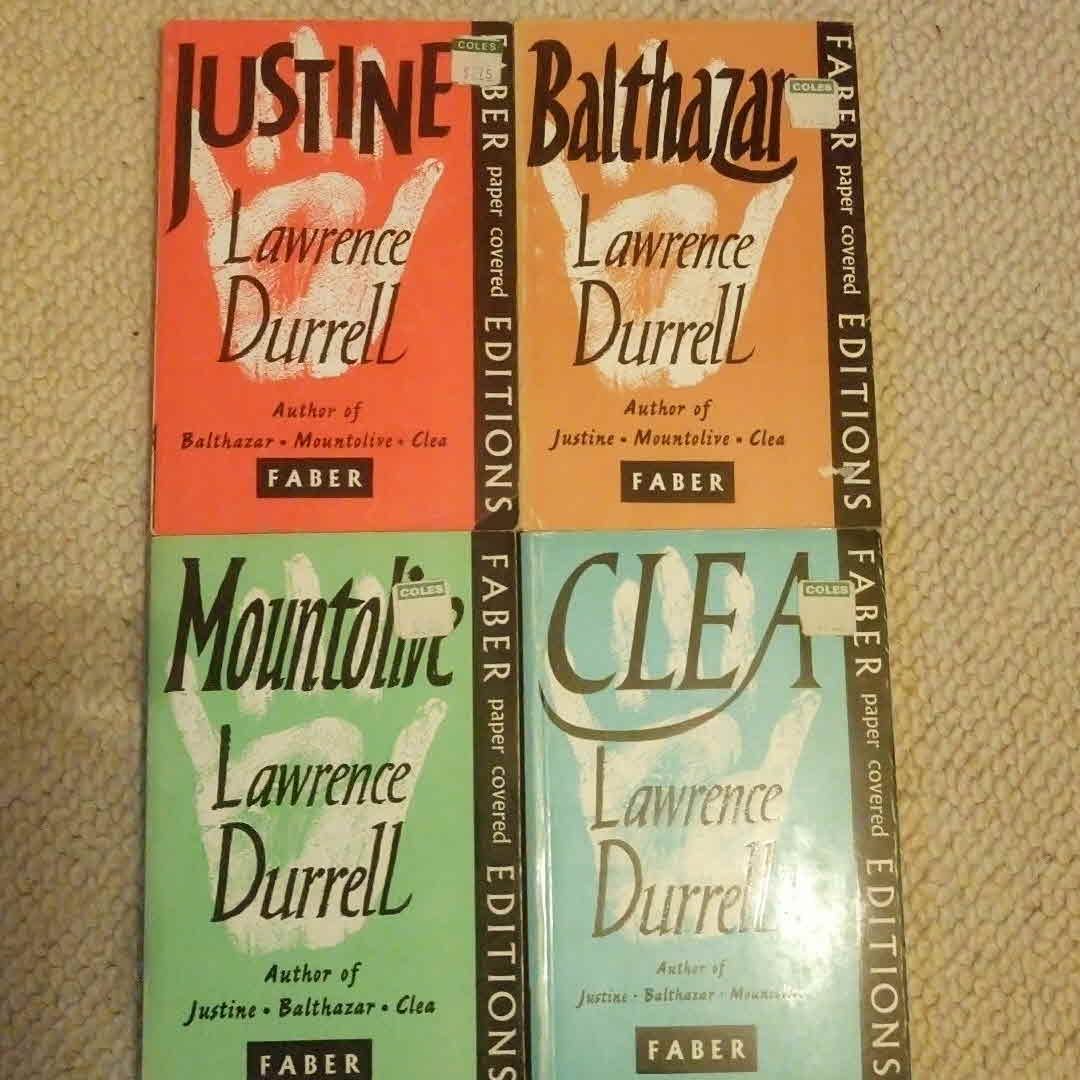 JUSTINE
COLES
Lawrence
Durrell
Author of
Balthazar • Mountolive • Clea
FABER
FABER paper covered EDITIONS
Balthazar
COLES
Lawrence
Durrell
Author of
Justine • Mountolive • Clea
FABER
FABER paper covered EDITIONS
Mountolive
COLES
Lawrence
Durrell
Author of
Justine • Balthazar • Clea
FABER
FABER paper covered EDITIONS
CLEA
COLES
Lawrence
Durrell
Author of
Justine • Balthazar • Mountolive
FABER
FABER paper covered EDITIONS